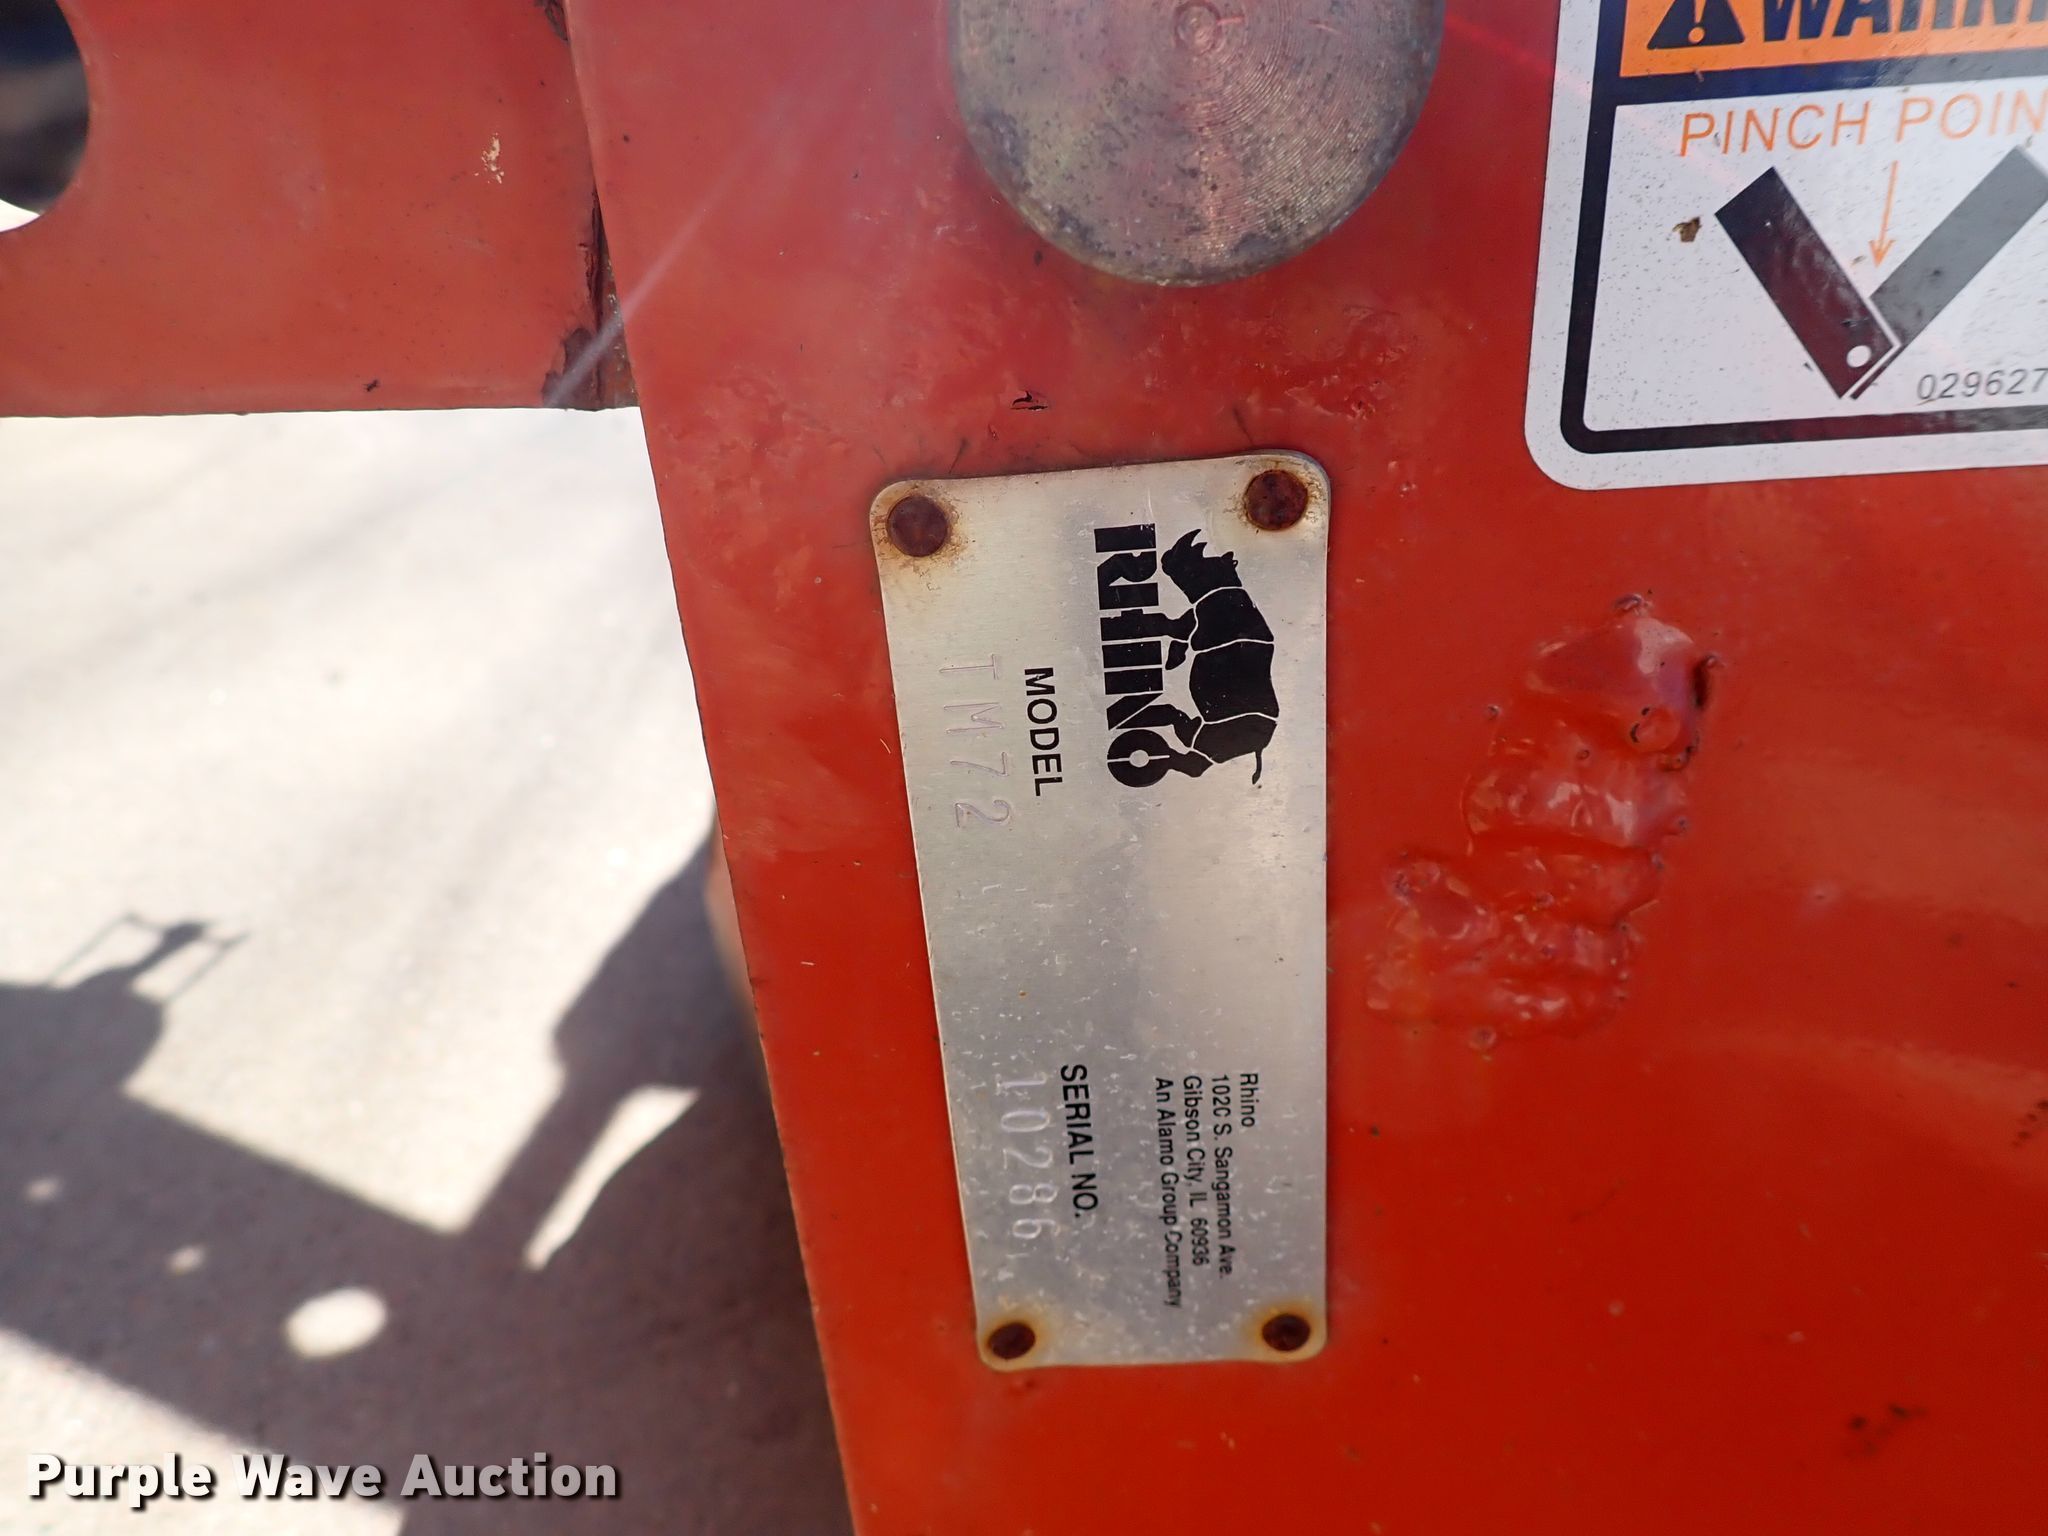 WARNI
PINCH POIN
029627
RHINO
MODEL
TM72
Rhino
102C S. Sangamon Ave.
Gibson City, IL 60936
An Alamo Group Company
SERIAL NO.
10286
Purple Wave Auction